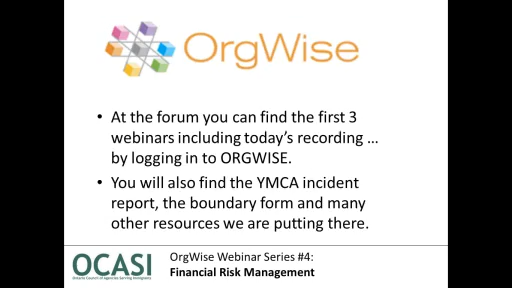 OrgWise
• At the forum you can find the first 3
webinars including today's recording …
by logging in to ORGWISE.
• You will also find the YMCA incident
report, the boundary form and many
other resources we are putting there.
OCASI
Ontario Council of Agencies Serving Immigrants
OrgWise Webinar Series #4:
Financial Risk Management